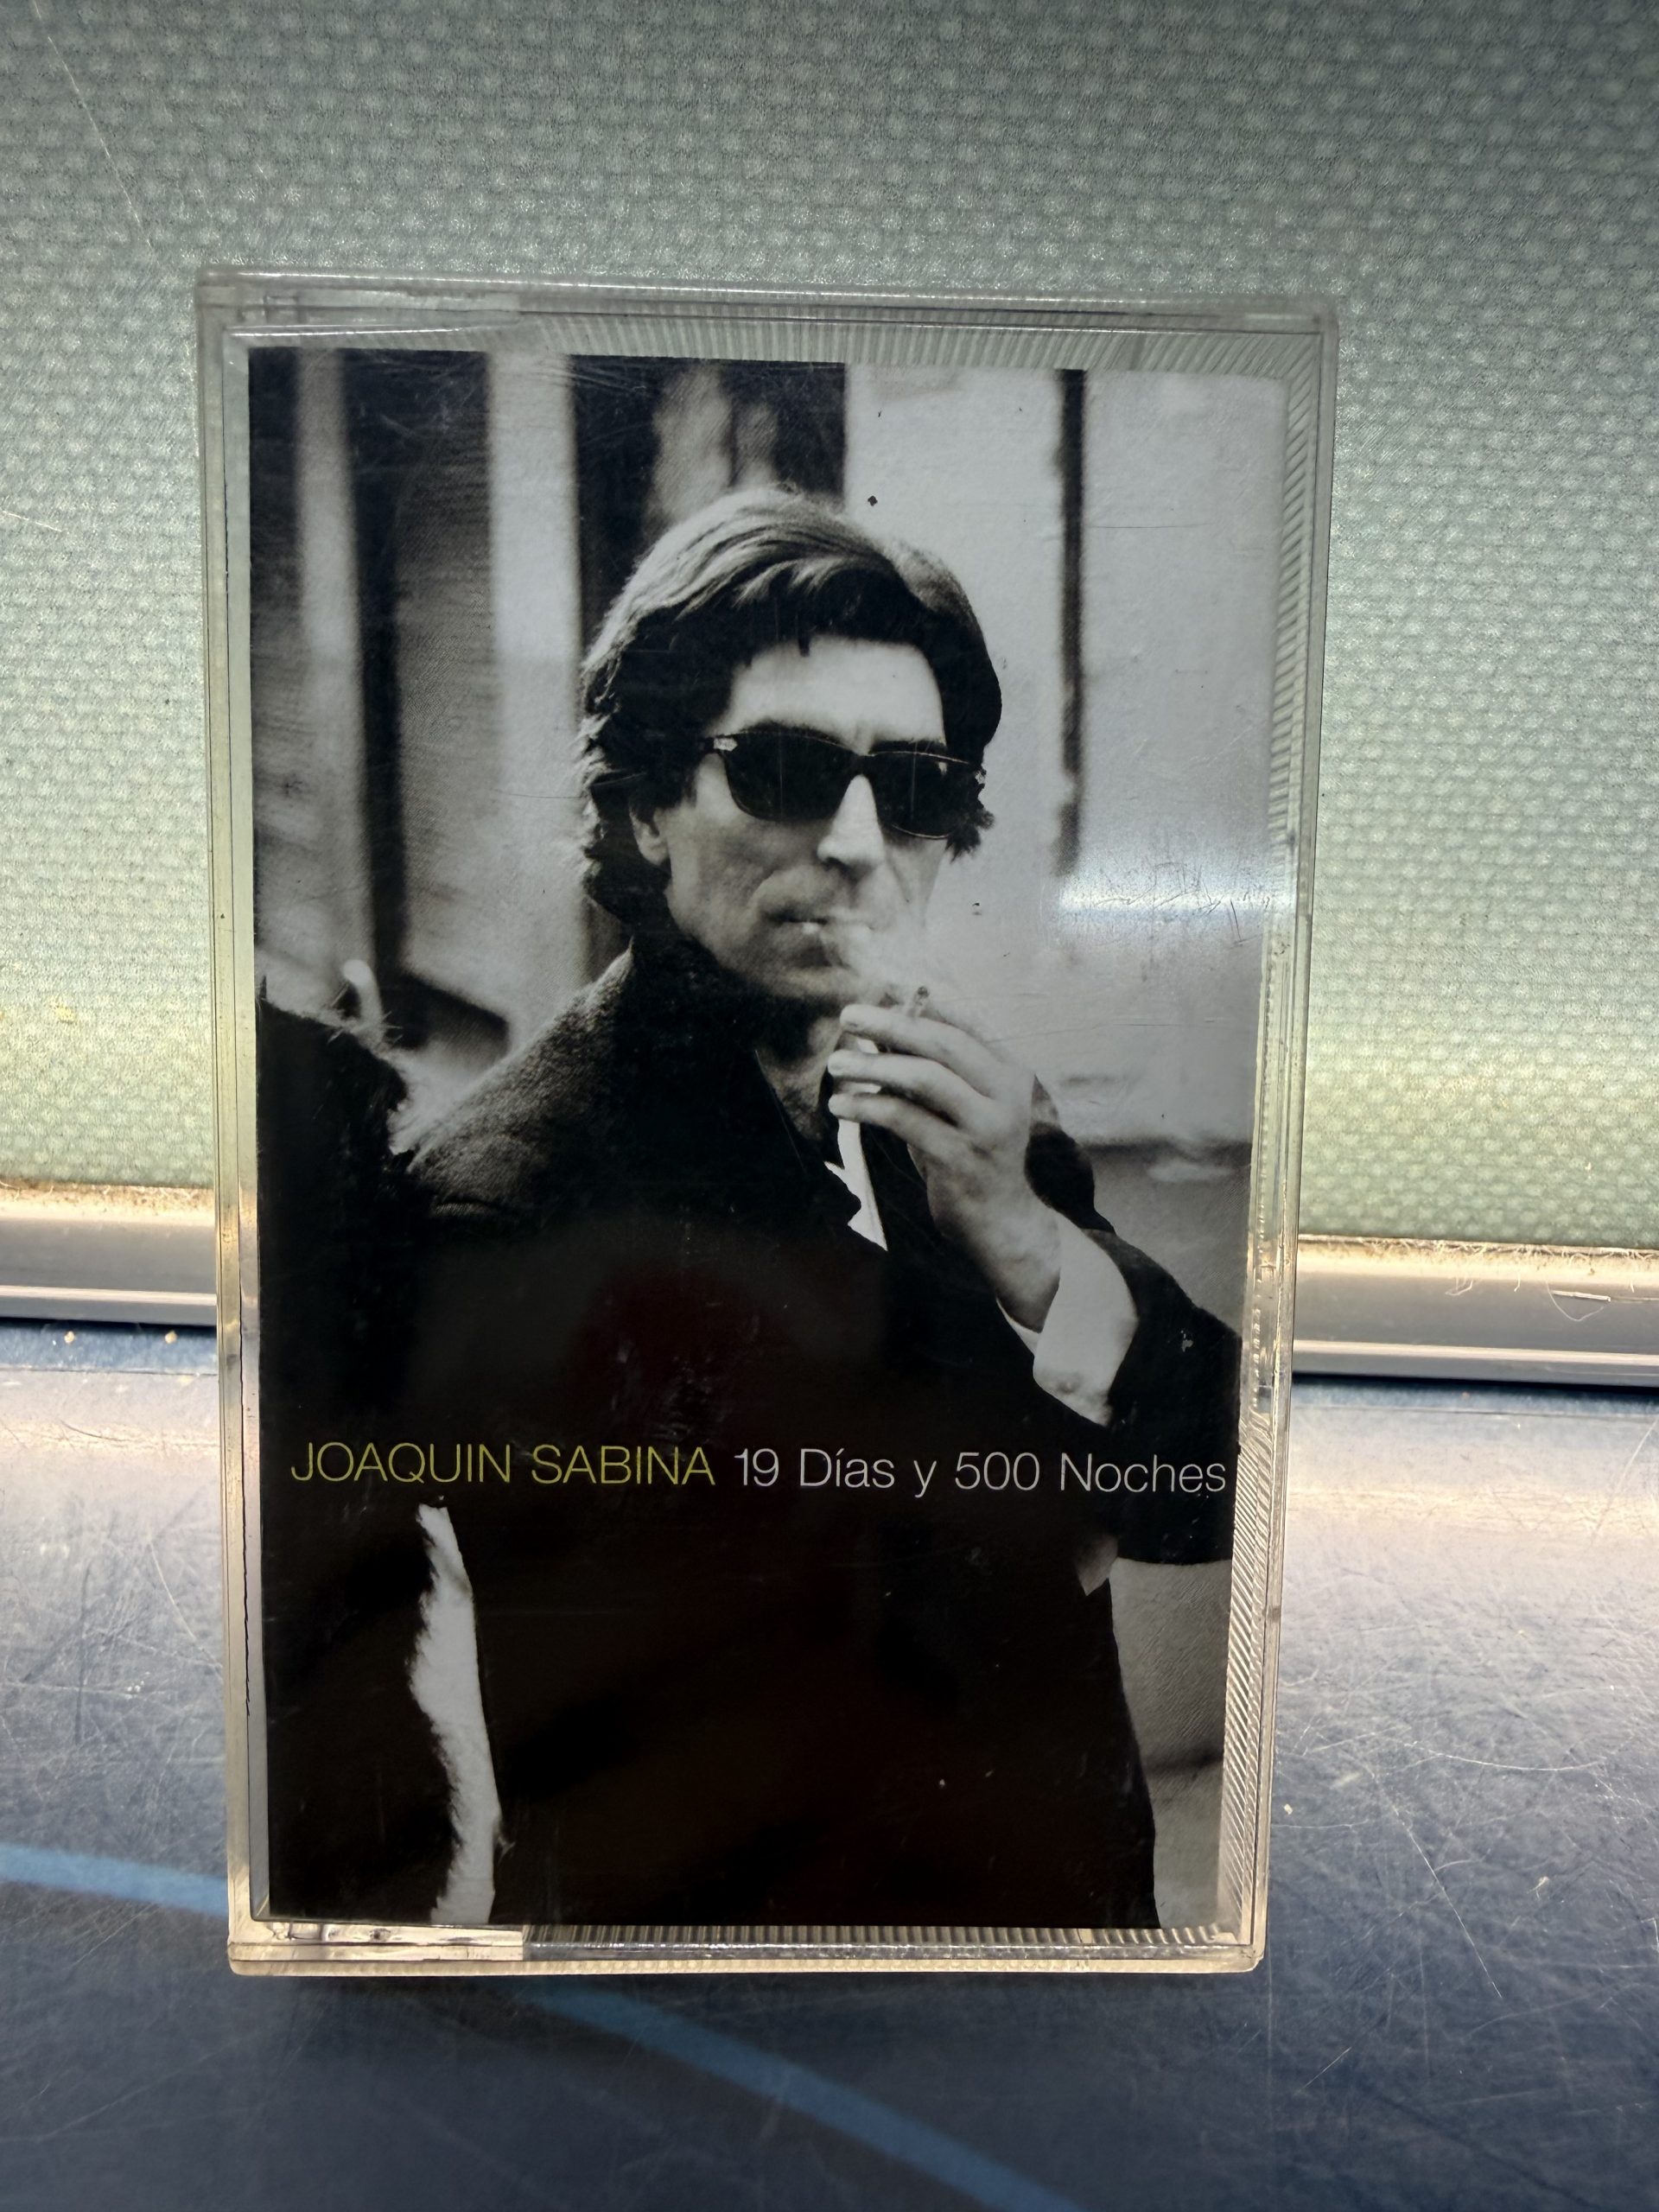 JOAQUIN SABINA 19 Días y 500 Noches